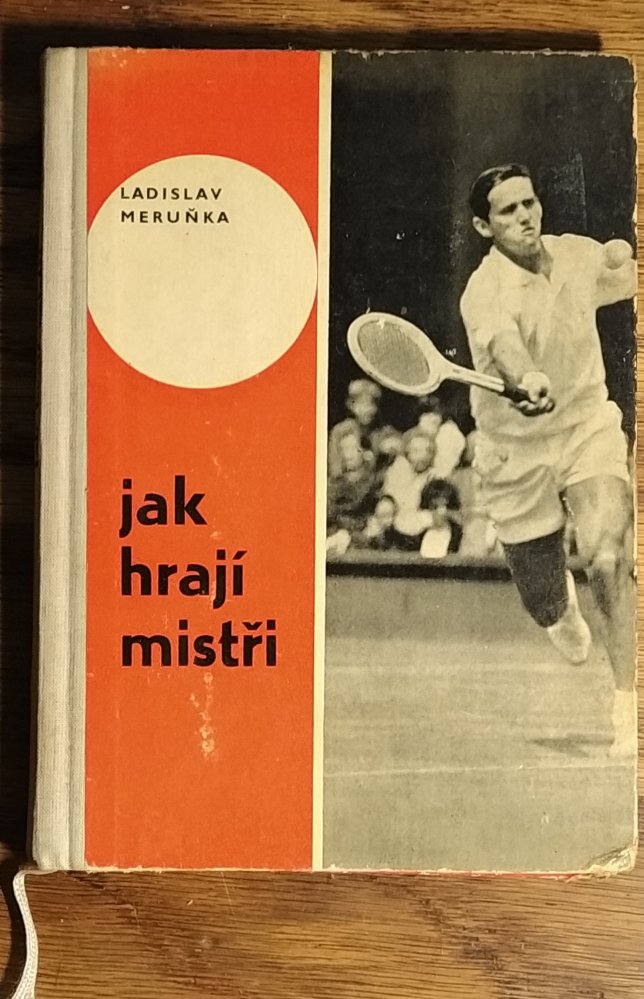 LADISLAV
MERUŇKA
jak
hrají
mistři